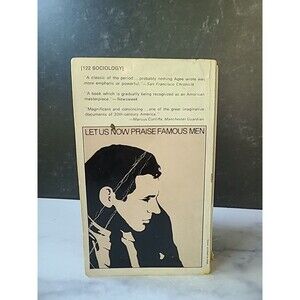 [122 SOCIOLOGY]
"A classic of the period... probably nothing Agee wrote was
more emphatic or powerful." — San Francisco Chronicle
"A book which is gradually being recognized as an American
masterpiece." — Newsweek
"Magnificent and convincing...one of the great imaginative
documents of 20th-century America."
—Marcus Cunliffe, Manchester Guardian
LET US NOW PRAISE FAMOUS MEN